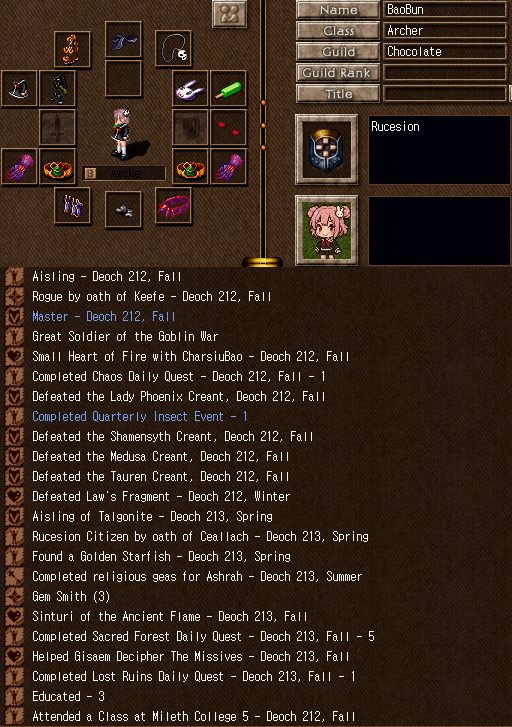 Name BaoBun
Class Archer
Guild Chocolate
Guild Rank
Title
Rucesion
Awake
Aisling - Deoch 212, Fall
Rogue by oath of Keefe - Deoch 212, Fall
Master - Deoch 212, Fall
Great Soldier of the Goblin War
Small Heart of Fire with CharsiuBao - Deoch 212, Fall
Completed Chaos Daily Quest - Deoch 212, Fall - 1
Defeated the Lady Phoenix Creant, Deoch 212, Fall
Completed Quarterly Insect Event - 1
Defeated the Shamensyth Creant, Deoch 212, Fall
Defeated the Medusa Creant, Deoch 212, Fall
Defeated the Tauren Creant, Deoch 212, Fall
Defeated Law's Fragment - Deoch 212, Winter
Aisling of Talgonite - Deoch 213, Spring
Rucesion Citizen by oath of Ceallach - Deoch 213, Spring
Found a Golden Starfish - Deoch 213, Spring
Completed religious geas for Ashrah - Deoch 213, Summer
Gem Smith (3)
Sinturi of the Ancient Flame - Deoch 213, Fall
Completed Sacred Forest Daily Quest - Deoch 213, Fall - 5
Helped Gisaem Decipher The Missives - Deoch 213, Fall
Completed Lost Ruins Daily Quest - Deoch 213, Fall - 1
Educated - 3
Attended a Class at Mileth College 5 - Deoch 212, Fall